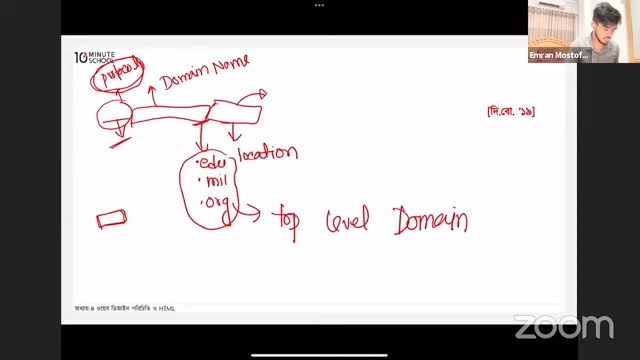 10 MINUTE SCHOOL
protocol
Domain Name
[দি.বো. '১৯]
.edu
.mil
.org
location
top level Domain
অধ্যায় ৪ ওয়েব ডিজাইন পরিচিতি ও HTML
Emran Mostof...
zoom